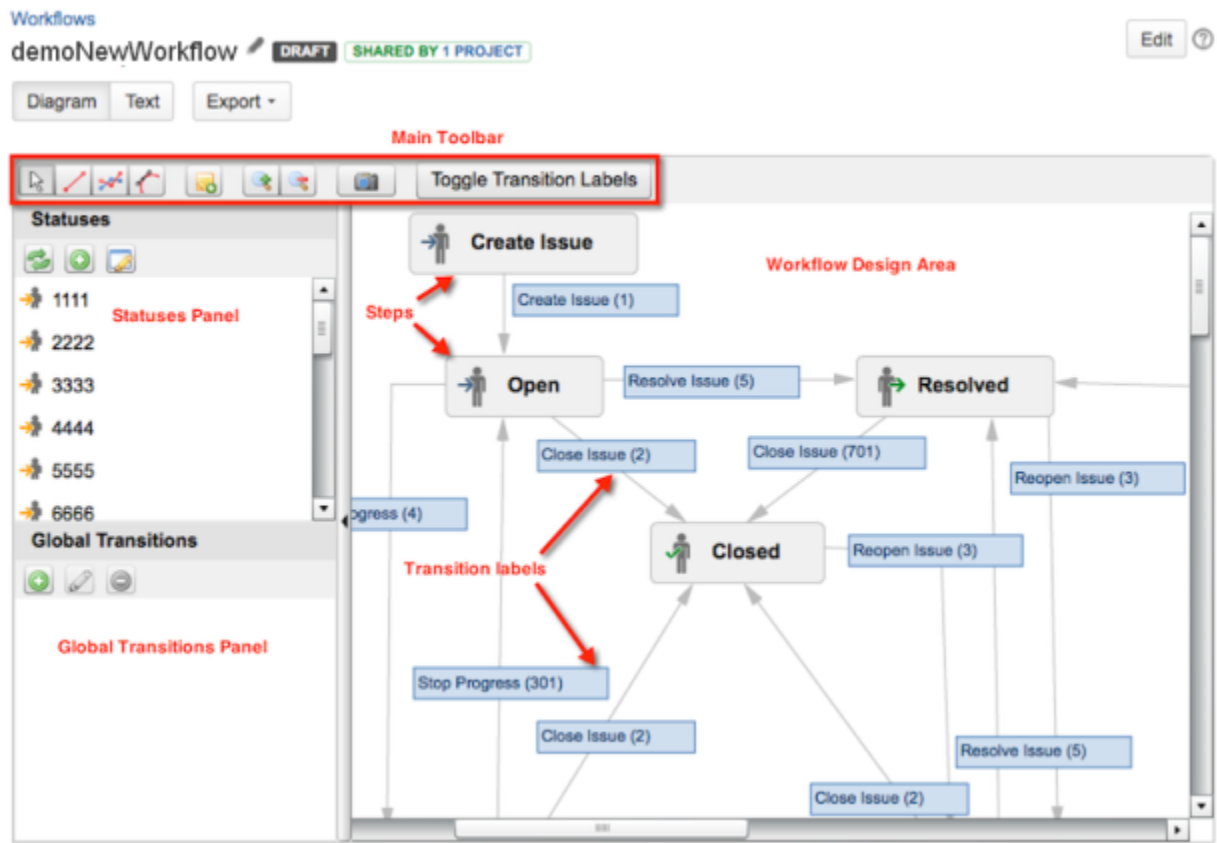 Workflows
demoNewWorkflow DRAFT SHARED BY 1 PROJECT
Edit
Diagram Text Export
Main Toolbar
Toggle Transition Labels
Statuses
1111
Statuses Panel
2222
3333
4444
5555
6666
Global Transitions
Global Transitions Panel
Create Issue
Workflow Design Area
Create Issue (1)
Steps
Open
Resolve Issue (5)
Resolved
Close Issue (2)
Close Issue (701)
Reopen Issue (3)
ogress (4)
Closed
Reopen Issue (3)
Transition labels
Stop Progress (301)
Close Issue (2)
Resolve Issue (5)
Close Issue (2)